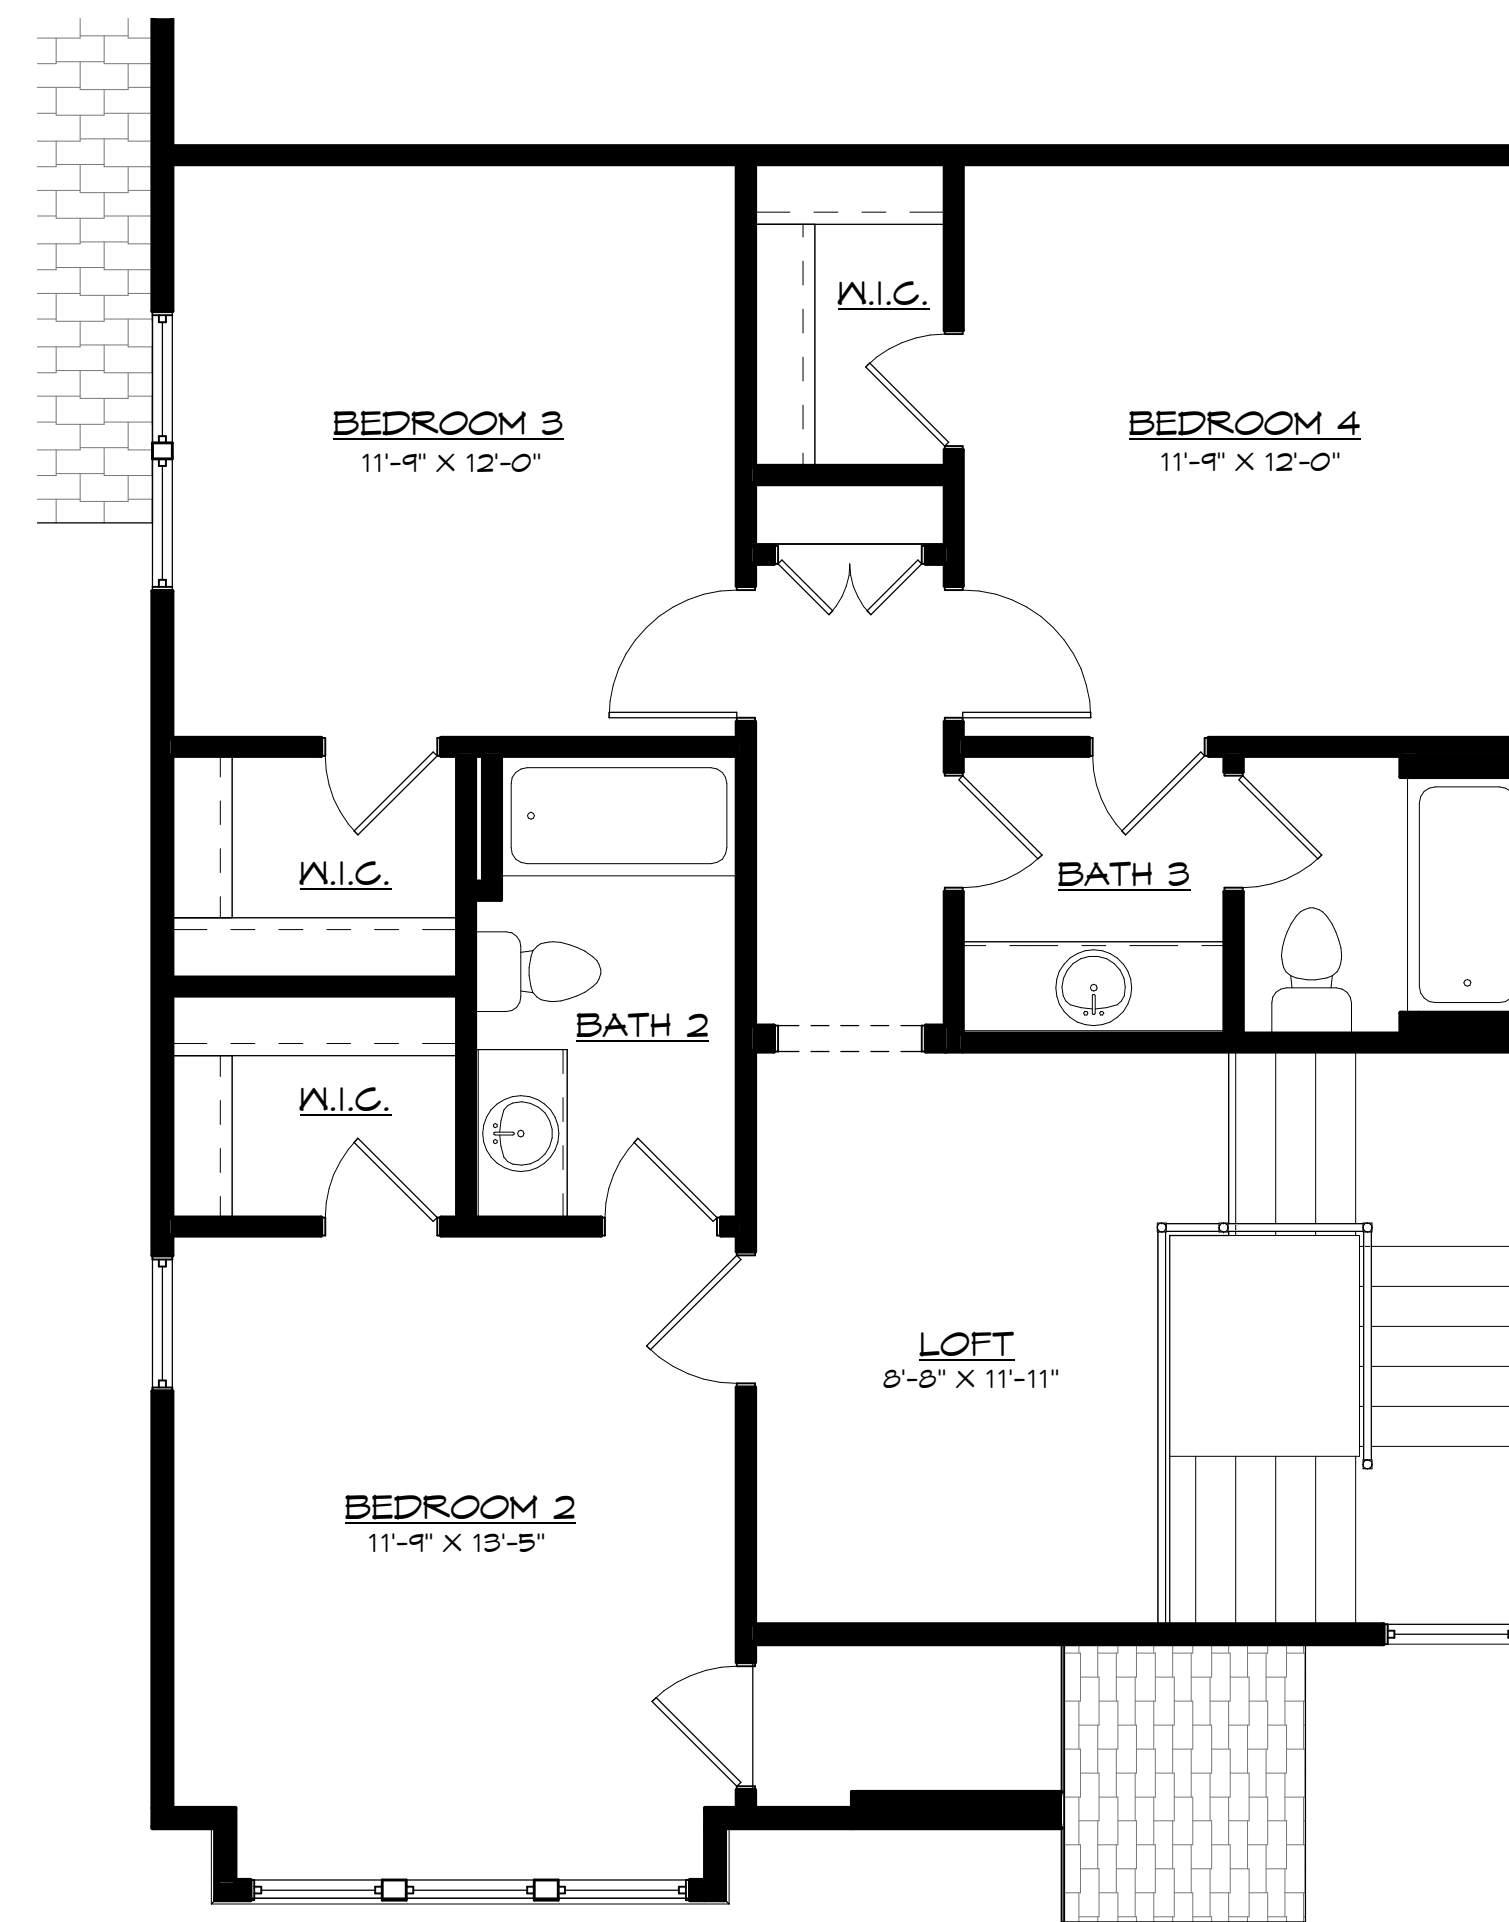 W.I.C.
BEDROOM 3
11'-9" X 12'-0"
BEDROOM 4
11'-9" X 12'-0"
W.I.C.
BATH 3
BATH 2
W.I.C.
LOFT
8'-8" X 11'-11"
BEDROOM 2
11'-9" X 13'-5"